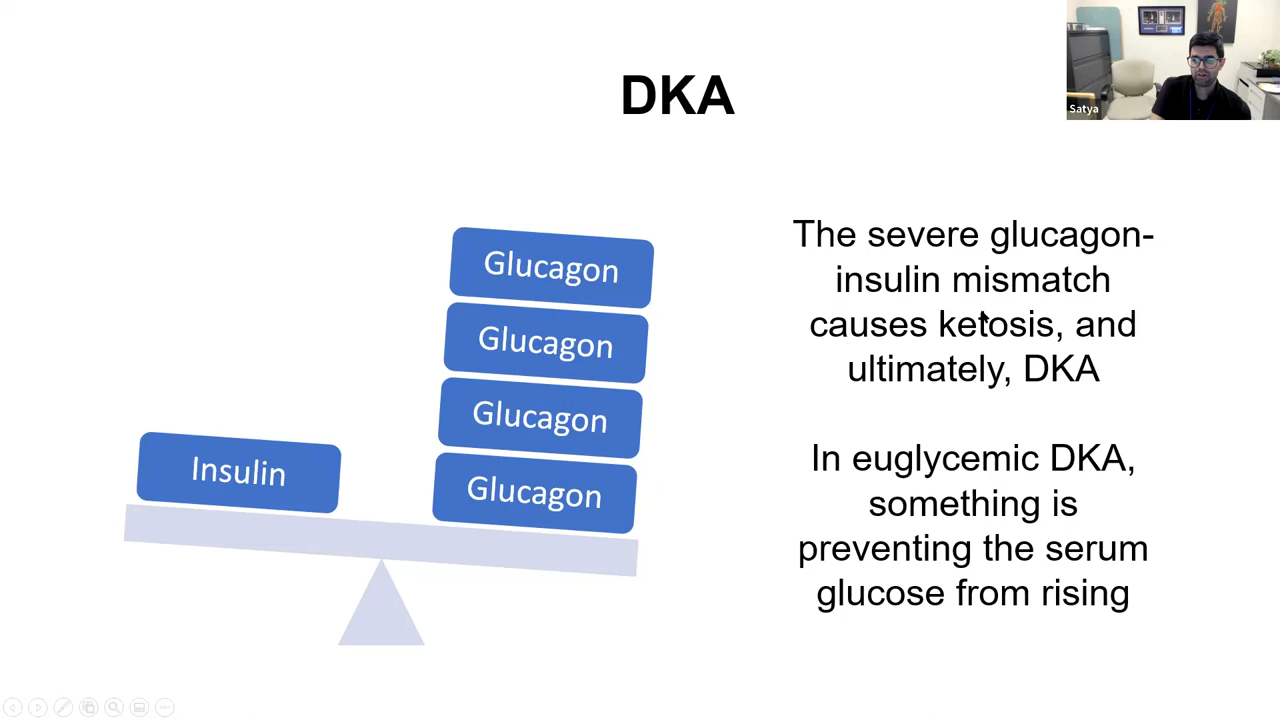 Satya
DKA
Glucagon
Glucagon
Glucagon
Glucagon
Insulin
The severe glucagon-
insulin mismatch
causes ketosis, and
ultimately, DKA
In euglycemic DKA,
something is
preventing the serum
glucose from rising